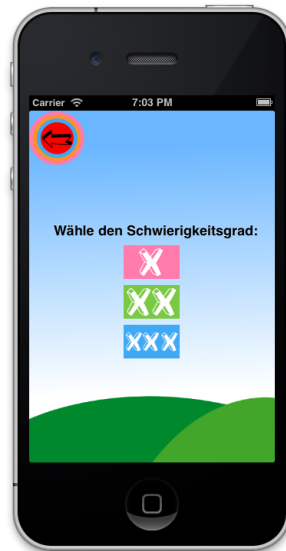 Carrier 7:03 PM
Wähle den Schwierigkeitsgrad:
X
XX
XXX